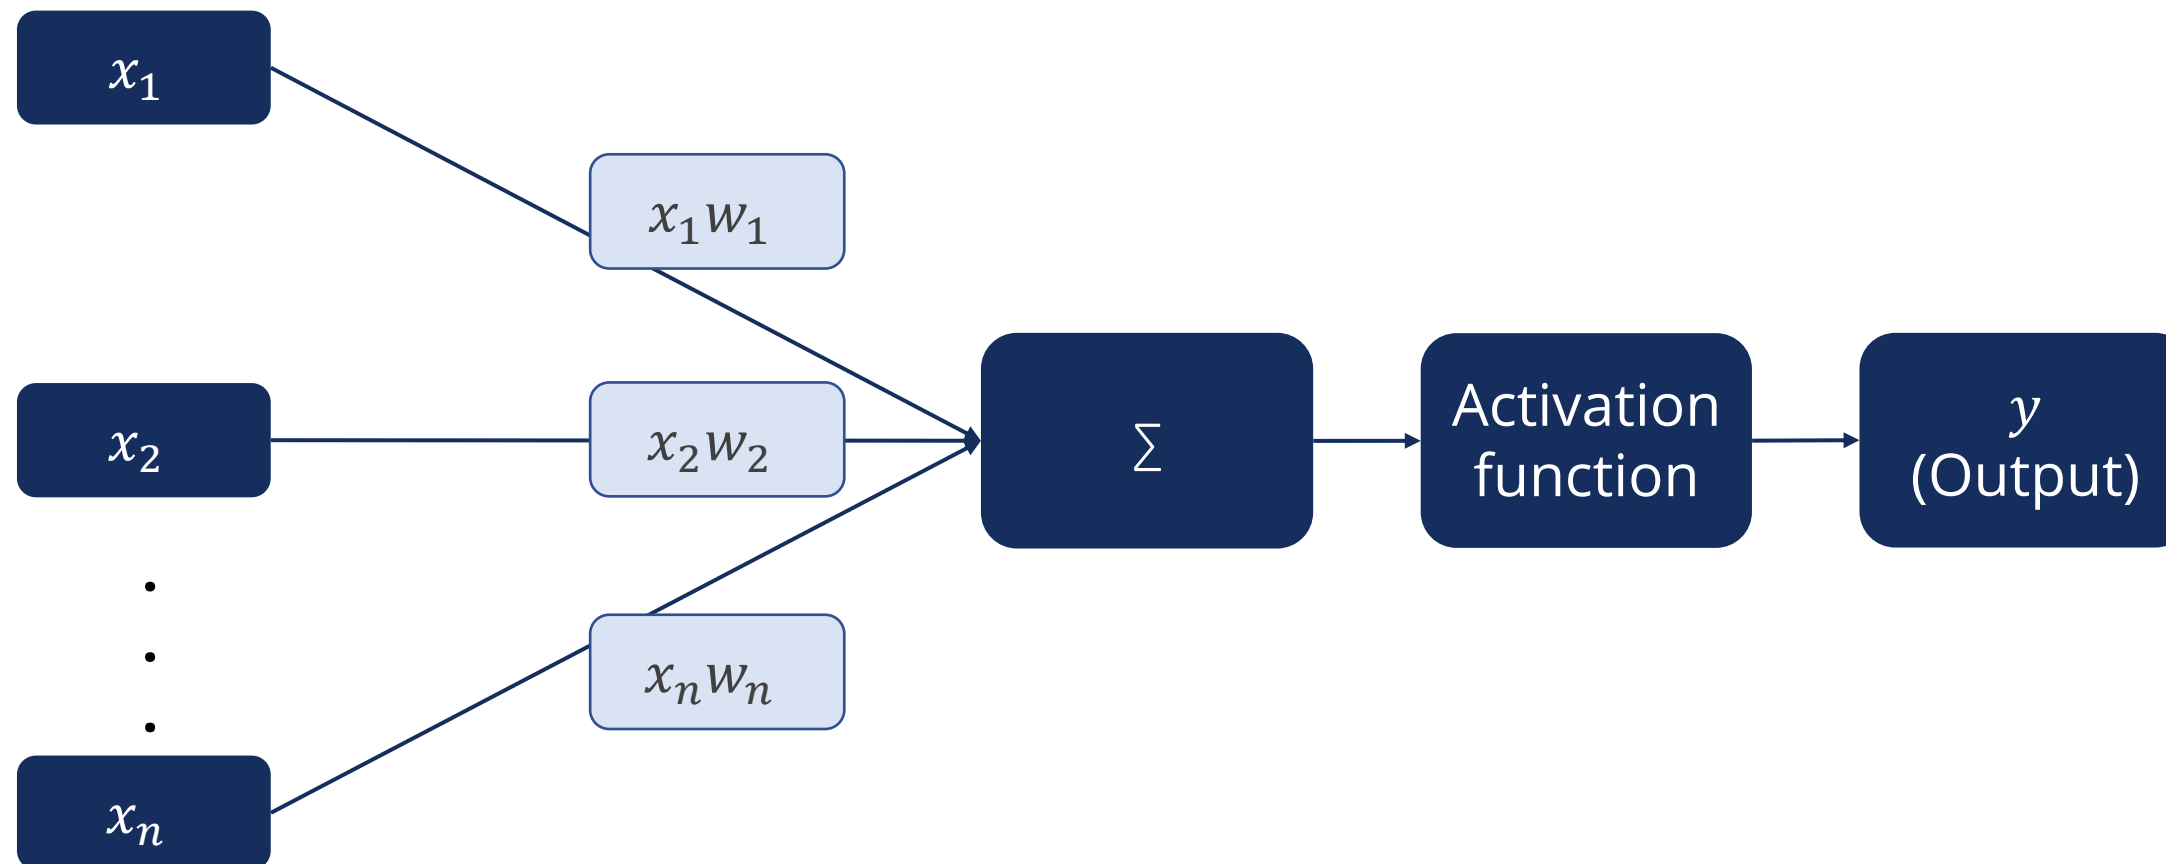 x₁
x₁w₁
x₂
x₂w₂
∑
Activation
function
y
(Output)
.
.
.
xₙwₙ
xₙ